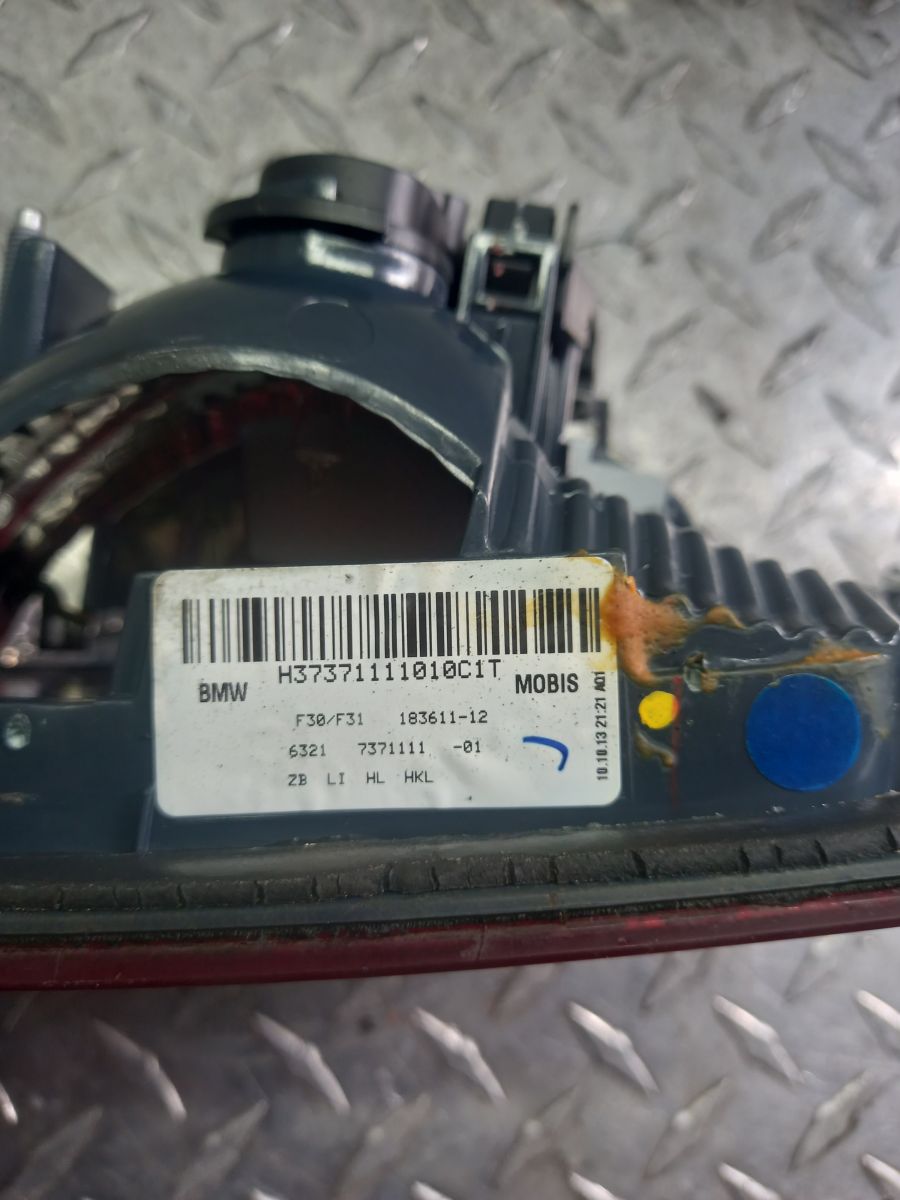 H37371111010C1T
BMW MOBIS
F30/F31 183611-12
6321 7371111 -01
ZB LI HL HKL
10.10.13 21:21 A01